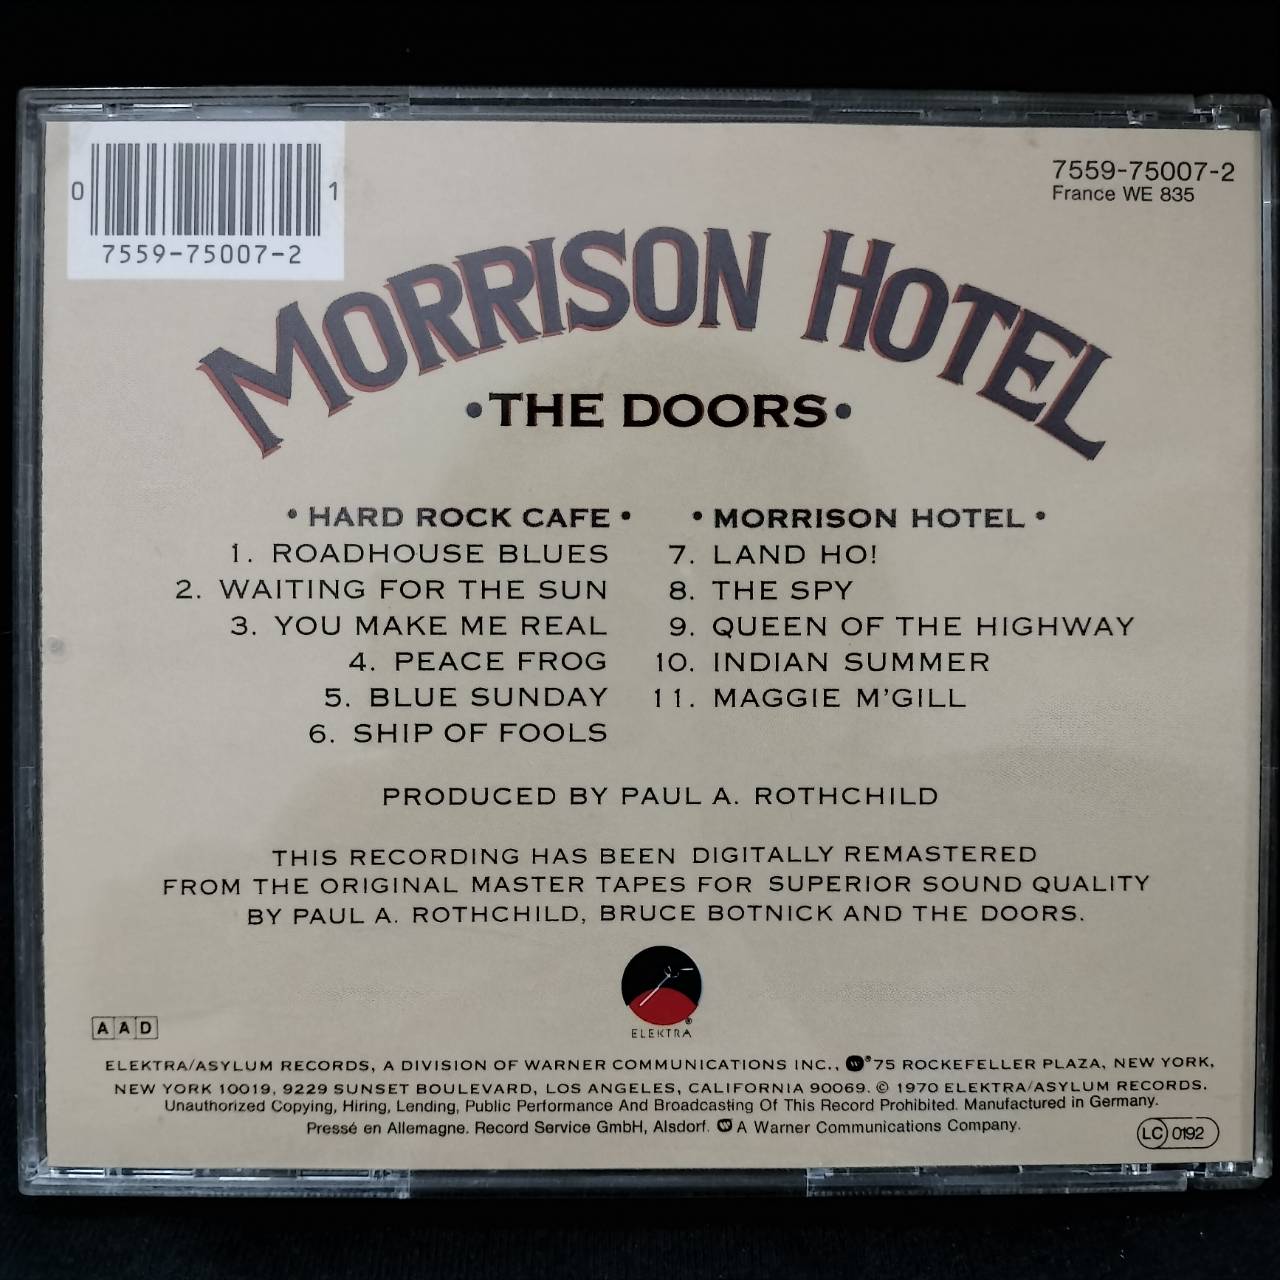 0 1
7559-75007-2
7559-75007-2
France WE 835
MORRISON HOTEL
•THE DOORS•
• HARD ROCK CAFE •
1. ROADHOUSE BLUES
2. WAITING FOR THE SUN
3. YOU MAKE ME REAL
4. PEACE FROG
5. BLUE SUNDAY
6. SHIP OF FOOLS
• MORRISON HOTEL •
7. LAND HO!
8. THE SPY
9. QUEEN OF THE HIGHWAY
10. INDIAN SUMMER
11. MAGGIE M'GILL
PRODUCED BY PAUL A. ROTHCHILD
THIS RECORDING HAS BEEN DIGITALLY REMASTERED
FROM THE ORIGINAL MASTER TAPES FOR SUPERIOR SOUND QUALITY
BY PAUL A. ROTHCHILD, BRUCE BOTNICK AND THE DOORS.
ELEKTRA®
AAD
ELEKTRA/ASYLUM RECORDS, A DIVISION OF WARNER COMMUNICATIONS INC., ® 75 ROCKEFELLER PLAZA, NEW YORK,
NEW YORK 10019, 9229 SUNSET BOULEVARD, LOS ANGELES, CALIFORNIA 90069. © 1970 ELEKTRA/ASYLUM RECORDS.
Unauthorized Copying, Hiring, Lending, Public Performance And Broadcasting Of This Record Prohibited. Manufactured in Germany.
Pressé en Allemagne. Record Service GmbH, Alsdorf. A Warner Communications Company.
LC 0192